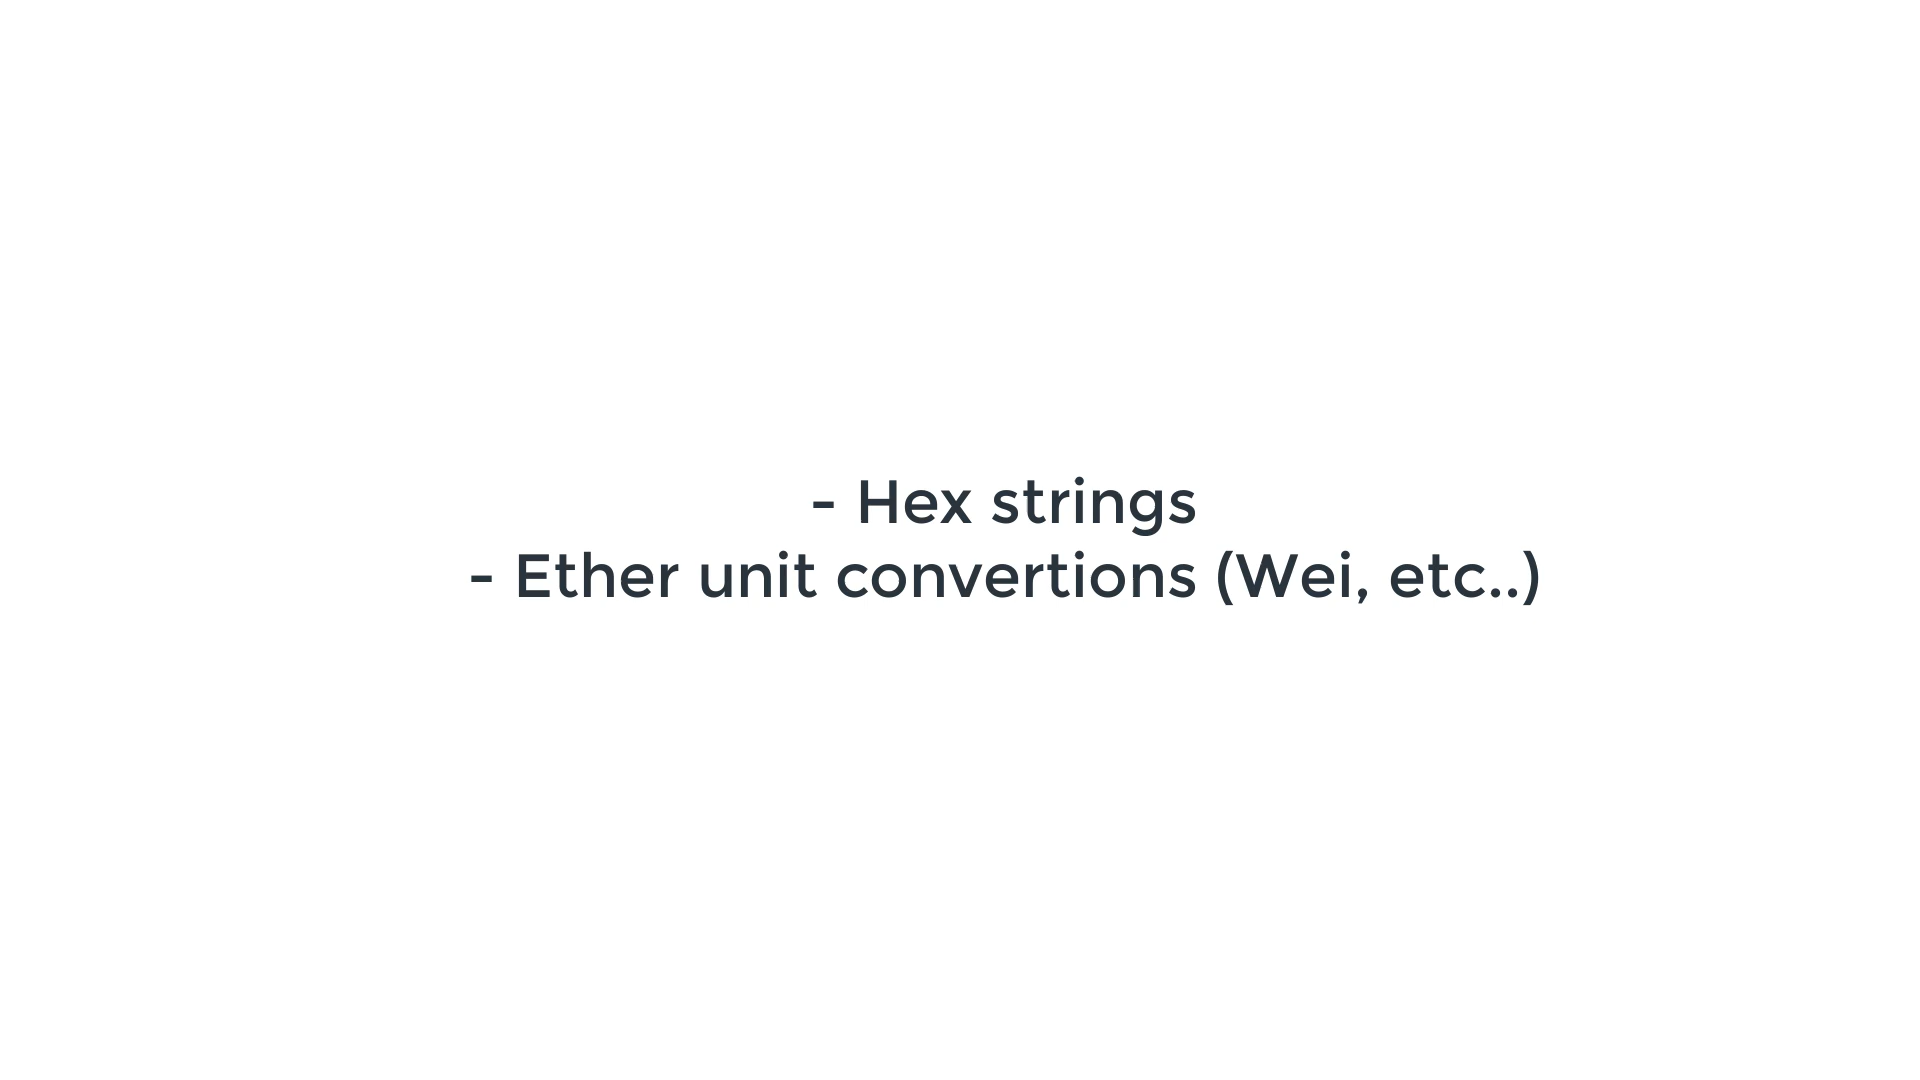 - Hex strings
- Ether unit convertions (Wei, etc..)